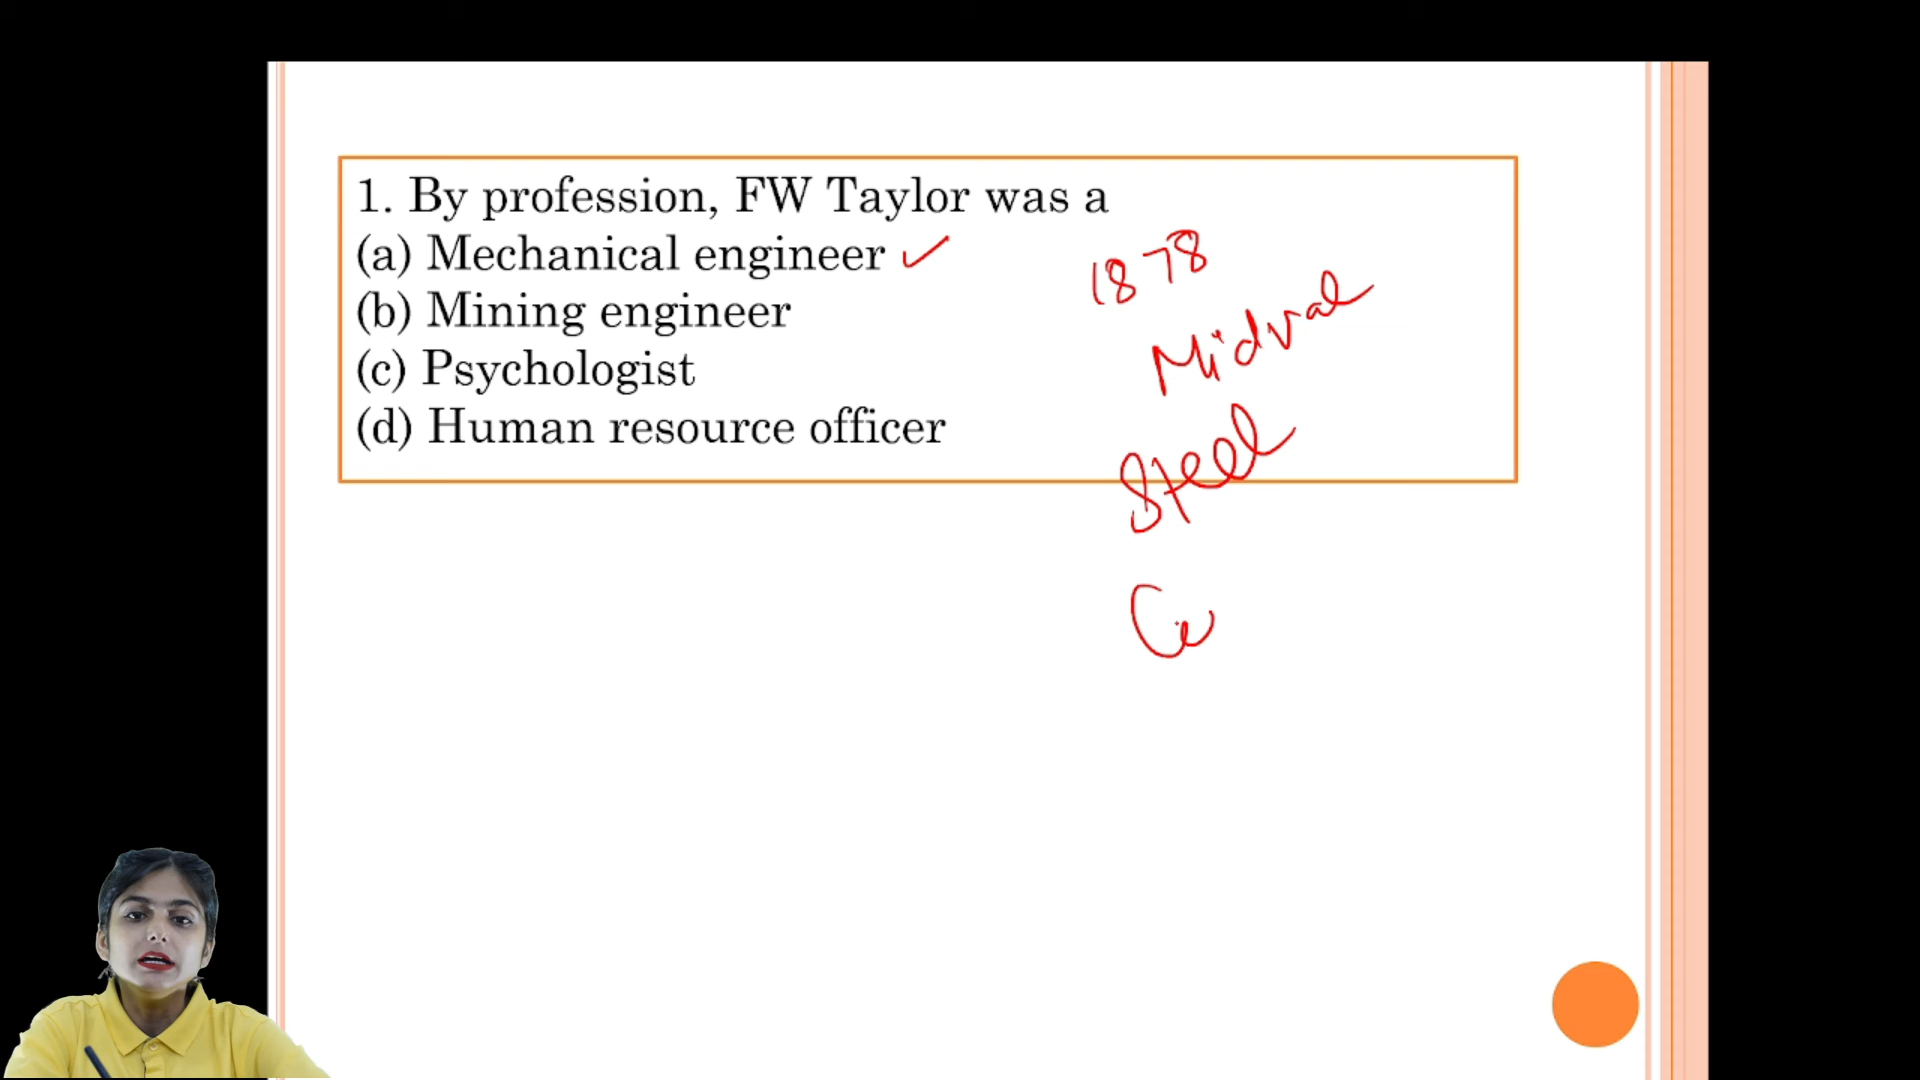 1. By profession, FW Taylor was a
(a) Mechanical engineer
(b) Mining engineer
(c) Psychologist
(d) Human resource officer
1878
Midval
Steel